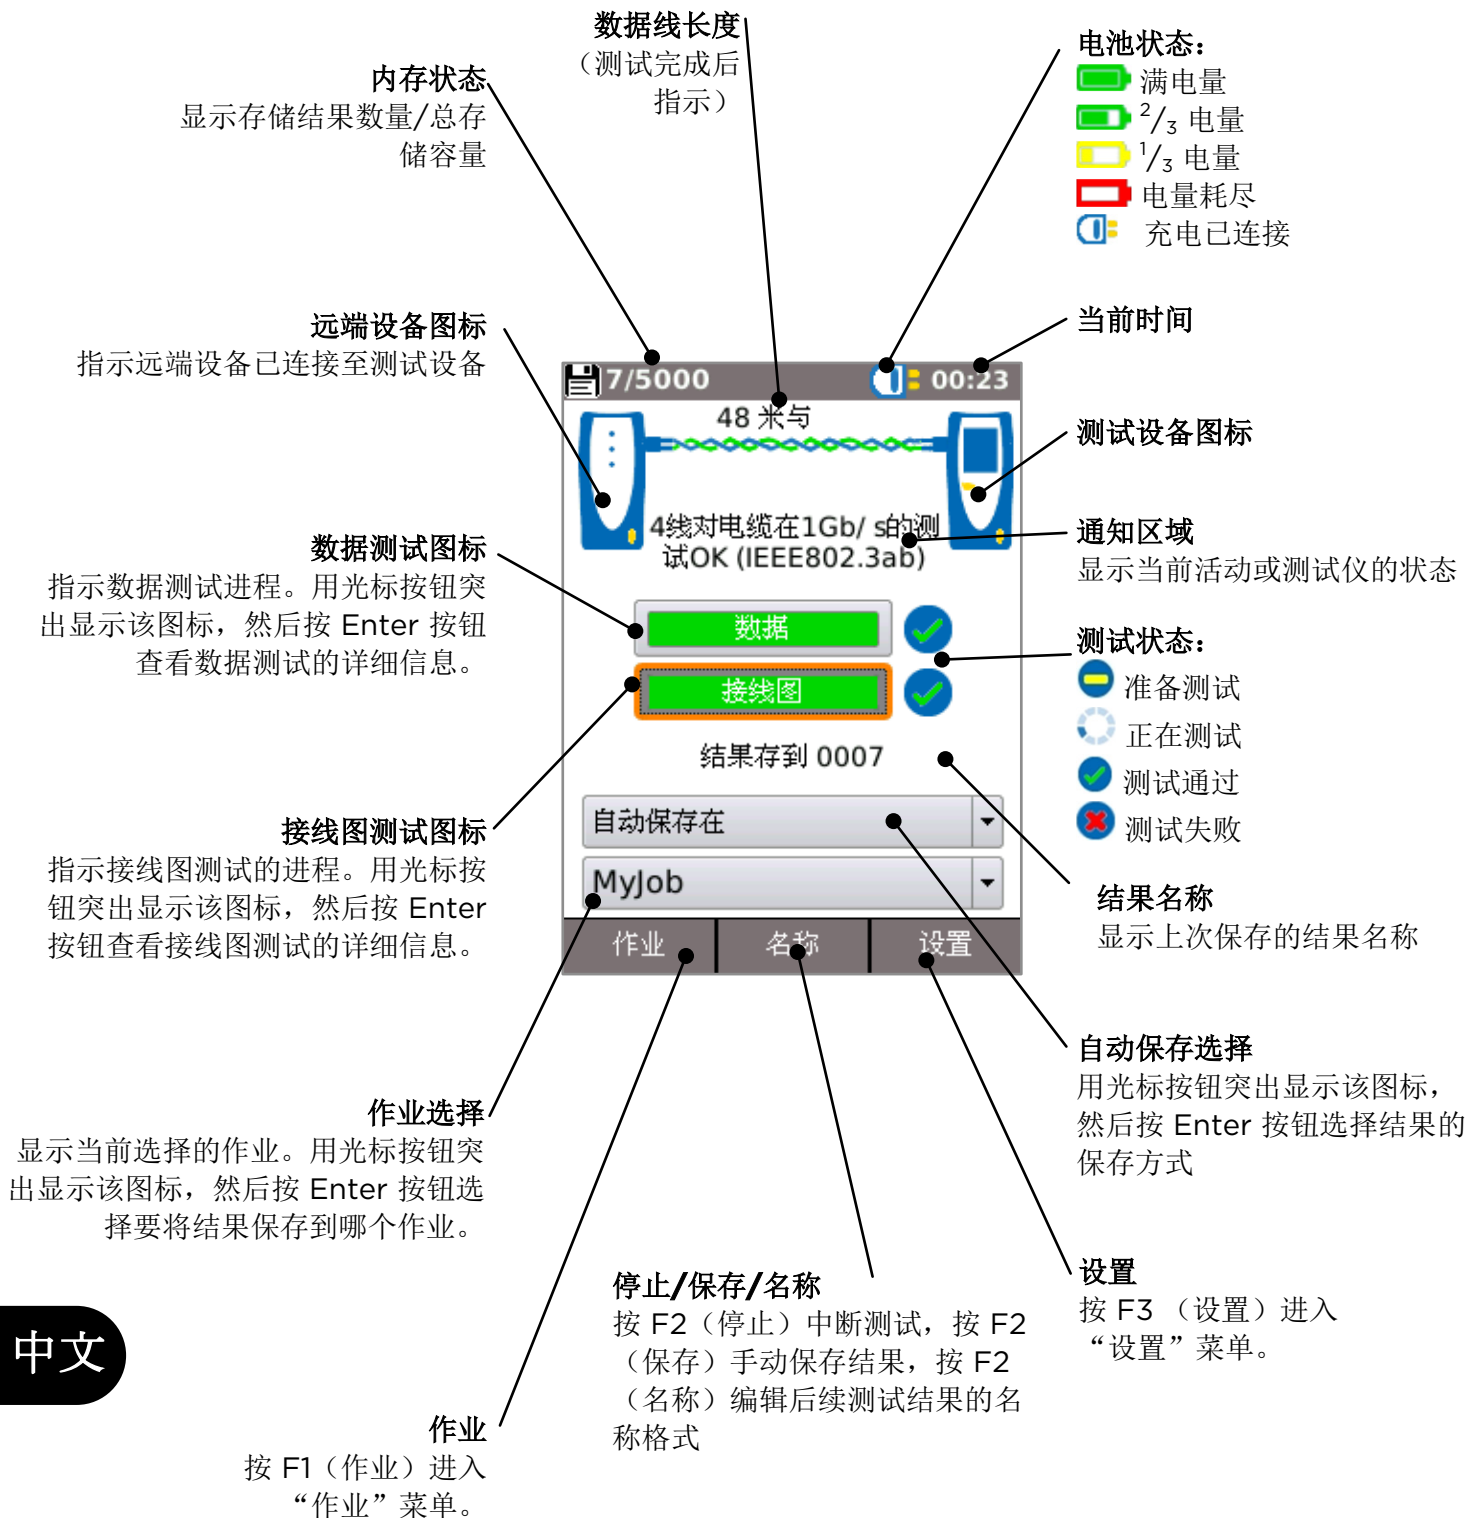 数据线长度
（测试完成后
指示）
内存状态
显示存储结果数量/总存
储容量
电池状态：
满电量
2/3 电量
1/3 电量
电量耗尽
充电已连接
远端设备图标
指示远端设备已连接至测试设备
当前时间
7/5000
00:23
48 米与
测试设备图标
4线对电缆在1Gb/ s的测
试OK (IEEE802.3ab)
通知区域
显示当前活动或测试仪的状态
数据测试图标
指示数据测试进程。用光标按钮突
出显示该图标，然后按 Enter 按钮
查看数据测试的详细信息。
数据
接线图
测试状态：
准备测试
正在测试
测试通过
测试失败
结果存到 0007
自动保存在
MyJob
接线图测试图标
指示接线图测试的进程。用光标按
钮突出显示该图标，然后按 Enter
按钮查看接线图测试的详细信息。
结果名称
显示上次保存的结果名称
作业
名称
设置
自动保存选择
用光标按钮突出显示该图标，
然后按 Enter 按钮选择结果的
保存方式
作业选择
显示当前选择的作业。用光标按钮突
出显示该图标，然后按 Enter 按钮选
择要将结果保存到哪个作业。
停止/保存/名称
按 F2（停止）中断测试，按 F2
（保存）手动保存结果，按 F2
（名称）编辑后续测试结果的名
称格式
设置
按 F3 （设置）进入
“设置”菜单。
中文
作业
按 F1（作业）进入
“作业”菜单。